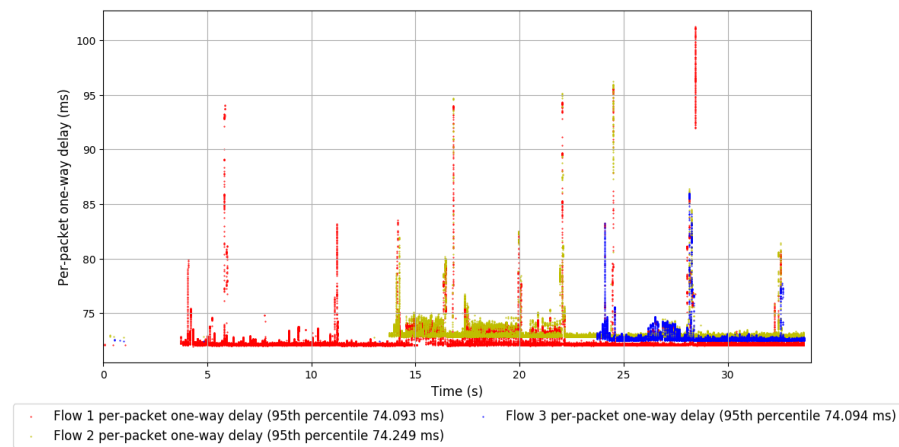 100
95
90
85
80
75
Per-packet one-way delay (ms)
0 5 10 15 20 25 30
Time (s)
Flow 1 per-packet one-way delay (95th percentile 74.093 ms)
Flow 2 per-packet one-way delay (95th percentile 74.249 ms)
Flow 3 per-packet one-way delay (95th percentile 74.094 ms)